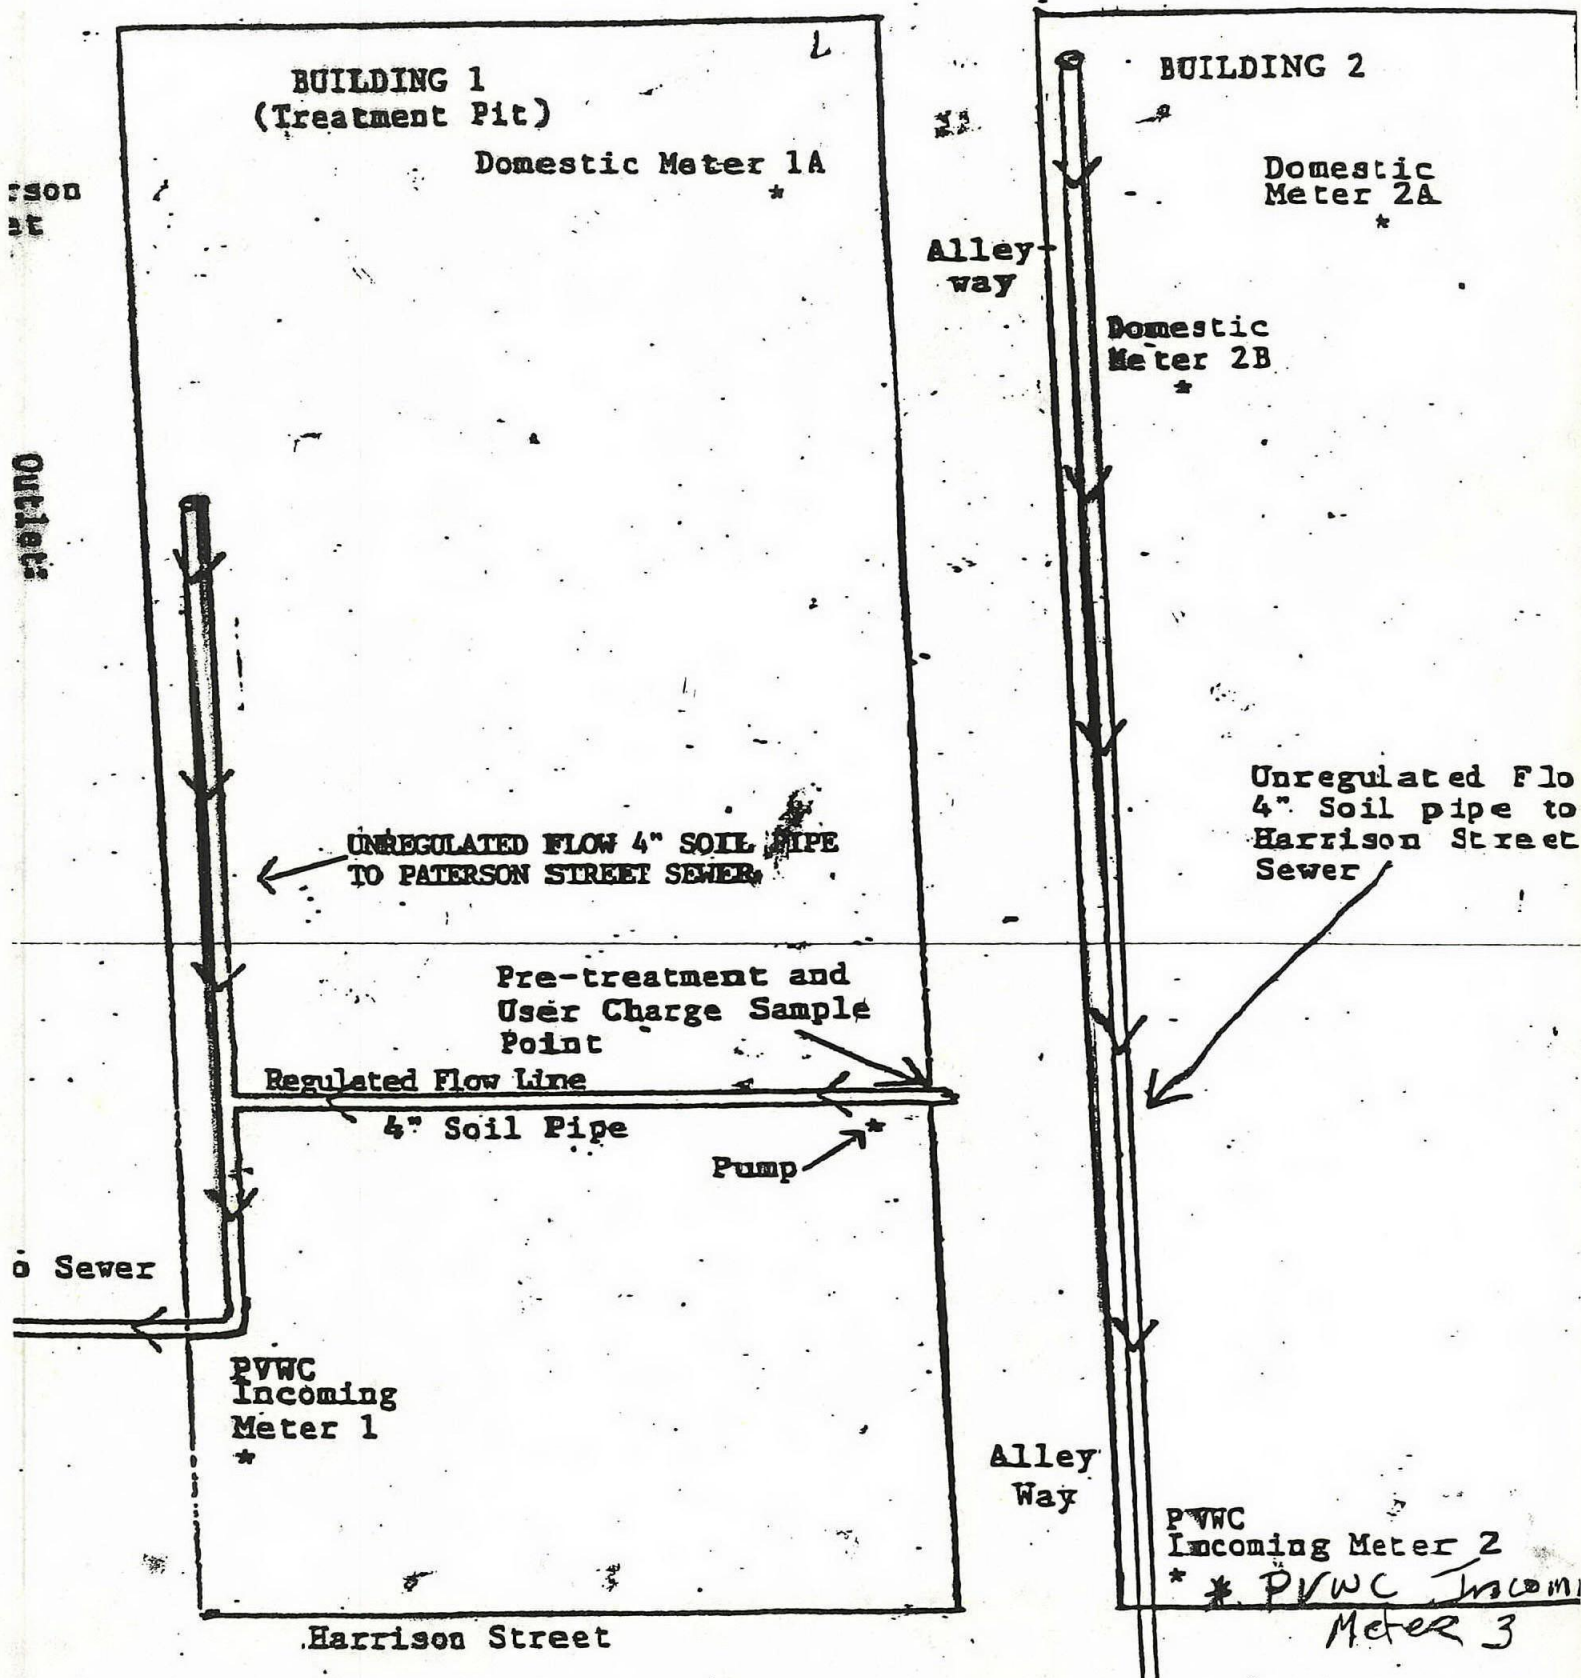 BUILDING 1
(Treatment Pit)
Domestic Meter 1A
*
BUILDING 2
Domestic
Meter 2A
*
Alley
way
Domestic
Meter 2B
*
Outlets
UNREGULATED FLOW 4" SOIL PIPE
TO PATERSON STREET SEWER
Unregulated Flo
4" Soil pipe to
Harrison Street
Sewer
Pre-treatment and
User Charge Sample
Point
Regulated Flow Line
4" Soil Pipe
*
Pump
o Sewer
PVWC
Incoming
Meter 1
*
Alley
Way
PVWC
Incoming Meter 2
* * PVWC Incomi
Meter 3
Harrison Street